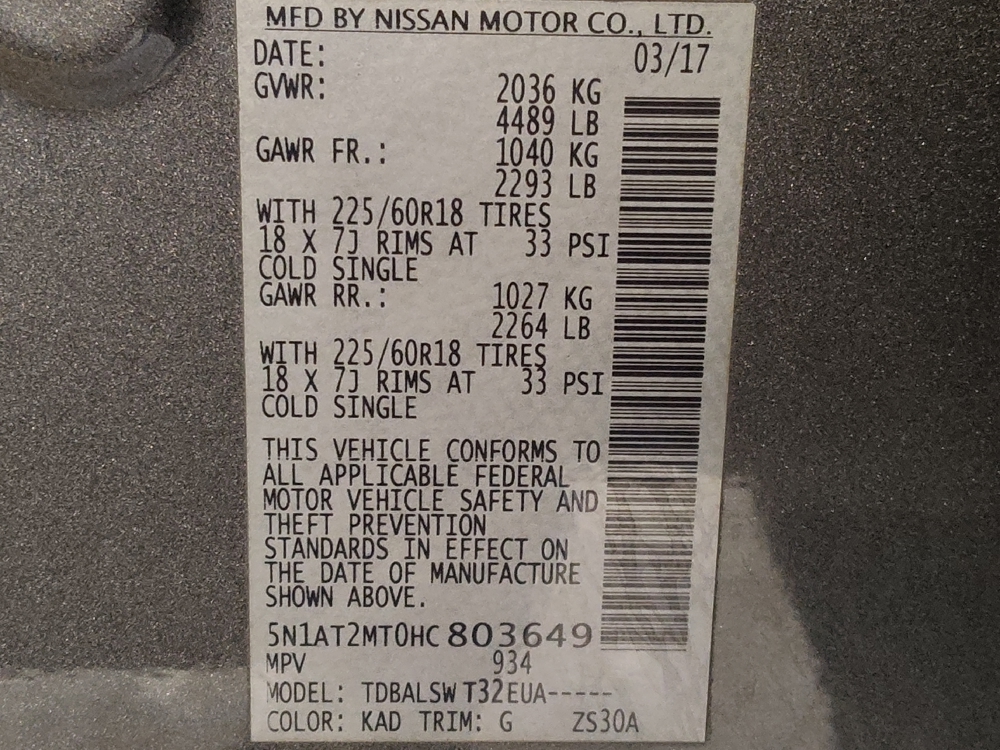 MFD BY NISSAN MOTOR CO., LTD.
DATE: 03/17
GVWR: 2036 KG
4489 LB
GAWR FR.: 1040 KG
2293 LB
WITH 225/60R18 TIRES
18 X 7J RIMS AT 33 PSI
COLD SINGLE
GAWR RR.: 1027 KG
2264 LB
WITH 225/60R18 TIRES
18 X 7J RIMS AT 33 PSI
COLD SINGLE
THIS VEHICLE CONFORMS TO
ALL APPLICABLE FEDERAL
MOTOR VEHICLE SAFETY AND
THEFT PREVENTION
STANDARDS IN EFFECT ON
THE DATE OF MANUFACTURE
SHOWN ABOVE.
5N1AT2MT0HC803649
MPV 934
MODEL: TDBALSW T32EUA-----
COLOR: KAD TRIM: G ZS30A